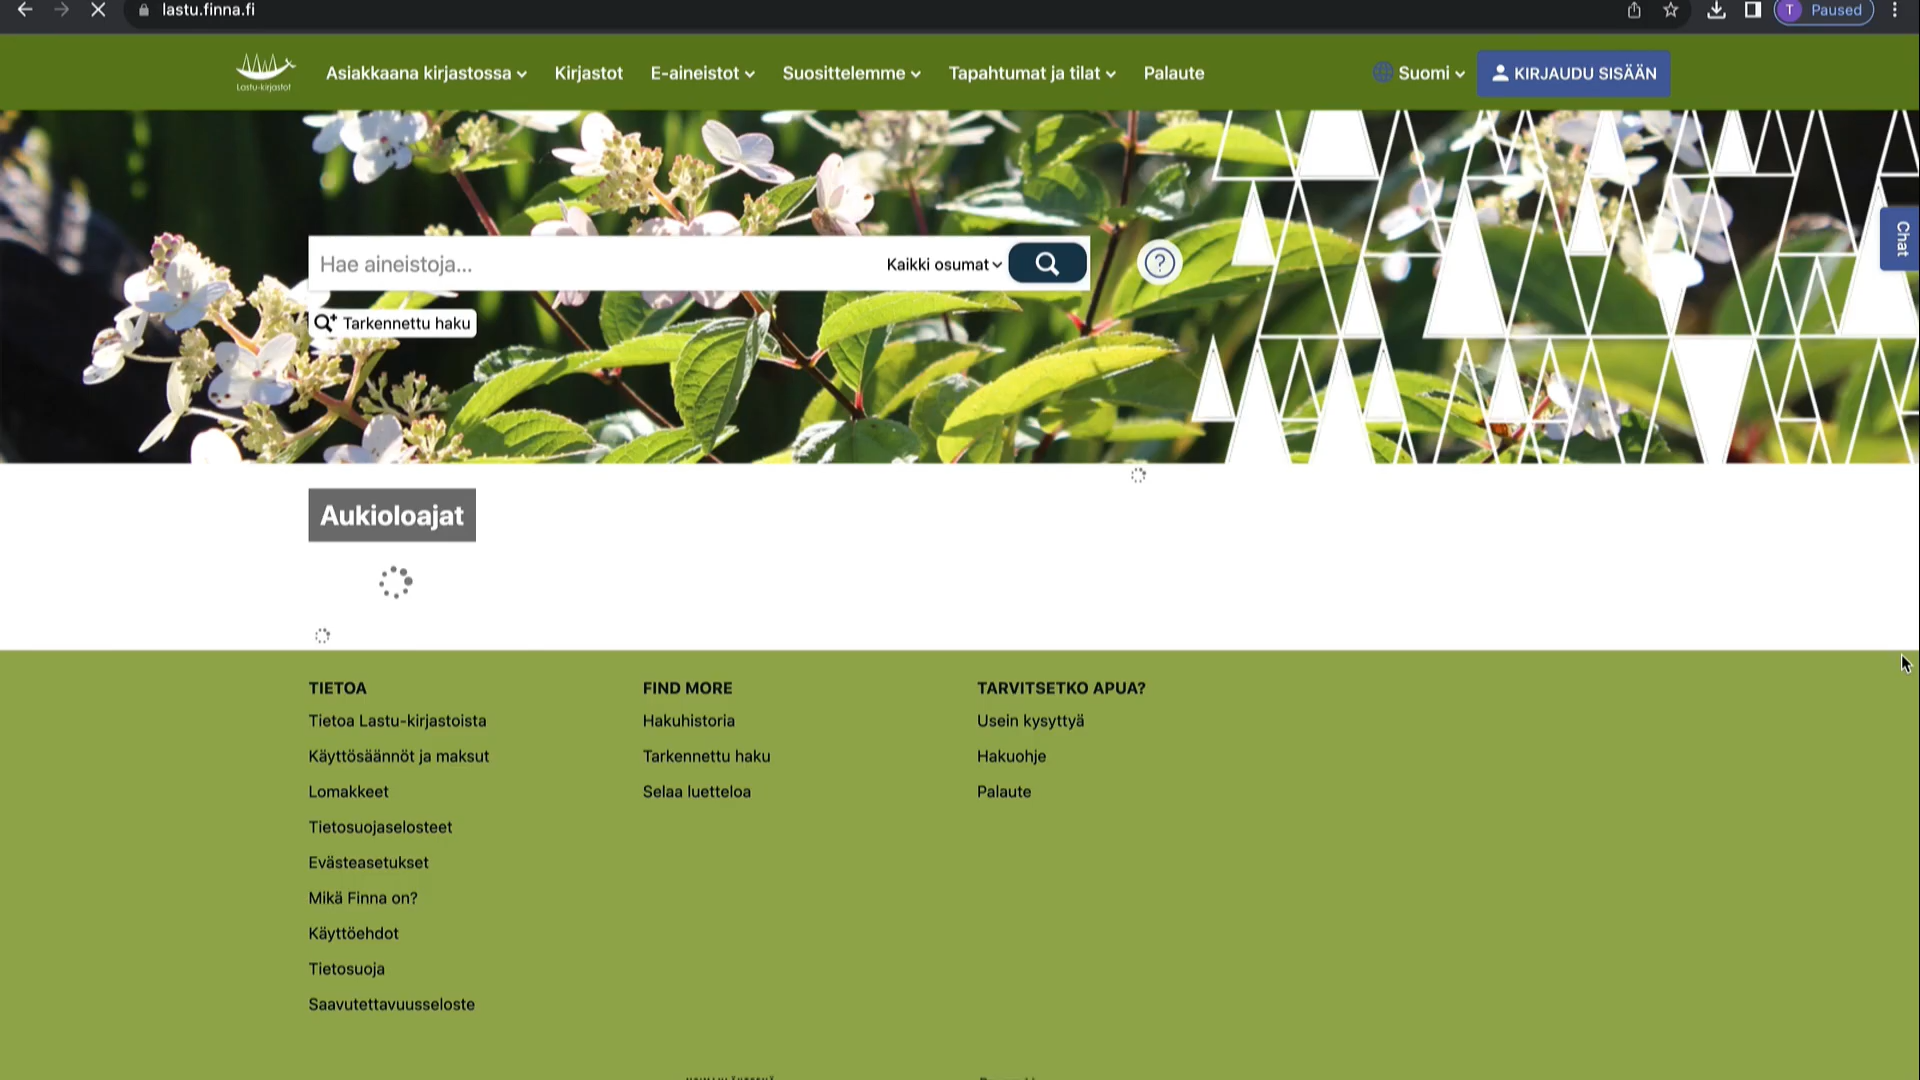 lastu.finna.fi
T Paused
Lastu-kirjastot
Asiakkaana kirjastossa Kirjastot E-aineistot Suosittelemme Tapahtumat ja tilat Palaute Suomi KIRJAUDU SISÄÄN
Chat
Hae aineistoja... Kaikki osumat ?
Tarkennettu haku
Aukioloajat
TIETOA
Tietoa Lastu-kirjastoista
Käyttösäännöt ja maksut
Lomakkeet
Tietosuojaselosteet
Evästeasetukset
Mikä Finna on?
Käyttöehdot
Tietosuoja
Saavutettavuusseloste
FIND MORE
Hakuhistoria
Tarkennettu haku
Selaa luetteloa
TARVITSETKO APUA?
Usein kysyttyä
Hakuohje
Palaute